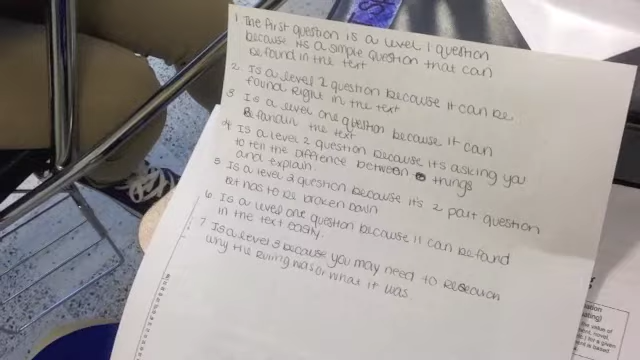 1. The first question is a level 1 question
because its a simple question that can
be found in the text
2. Is a level 2 question because it can be
found right in the text
3 Is a level one question because it can
be found in the text
4 Is a level 2 question because it's asking you
to tell the difference between things
and explain.
5 Is a level 2 question because it's 2 part question
but has to be broken down
6. Is a level one question because it can be found
in the text easily.
7 Is a level 3 because you may need to research
why the ruling was or what it was
the value of